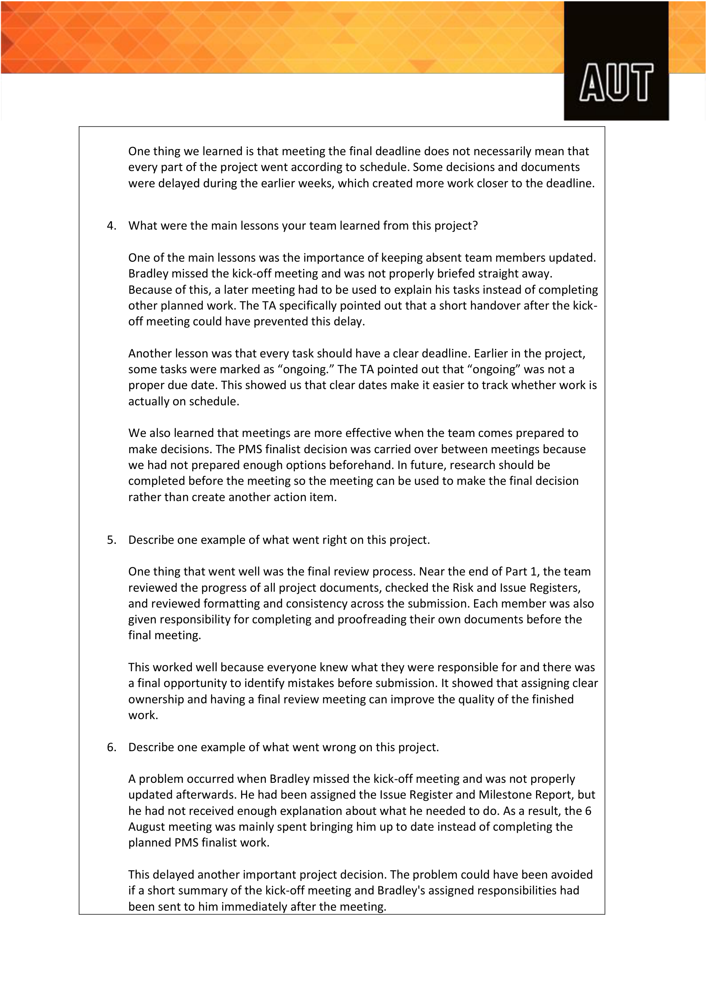 AUT
One thing we learned is that meeting the final deadline does not necessarily mean that
every part of the project went according to schedule. Some decisions and documents
were delayed during the earlier weeks, which created more work closer to the deadline.
4. What were the main lessons your team learned from this project?
One of the main lessons was the importance of keeping absent team members updated.
Bradley missed the kick-off meeting and was not properly briefed straight away.
Because of this, a later meeting had to be used to explain his tasks instead of completing
other planned work. The TA specifically pointed out that a short handover after the kick-
off meeting could have prevented this delay.
Another lesson was that every task should have a clear deadline. Earlier in the project,
some tasks were marked as “ongoing.” The TA pointed out that “ongoing” was not a
proper due date. This showed us that clear dates make it easier to track whether work is
actually on schedule.
We also learned that meetings are more effective when the team comes prepared to
make decisions. The PMS finalist decision was carried over between meetings because
we had not prepared enough options beforehand. In future, research should be
completed before the meeting so the meeting can be used to make the final decision
rather than create another action item.
5. Describe one example of what went right on this project.
One thing that went well was the final review process. Near the end of Part 1, the team
reviewed the progress of all project documents, checked the Risk and Issue Registers,
and reviewed formatting and consistency across the submission. Each member was also
given responsibility for completing and proofreading their own documents before the
final meeting.
This worked well because everyone knew what they were responsible for and there was
a final opportunity to identify mistakes before submission. It showed that assigning clear
ownership and having a final review meeting can improve the quality of the finished
work.
6. Describe one example of what went wrong on this project.
A problem occurred when Bradley missed the kick-off meeting and was not properly
updated afterwards. He had been assigned the Issue Register and Milestone Report, but
he had not received enough explanation about what he needed to do. As a result, the 6
August meeting was mainly spent bringing him up to date instead of completing the
planned PMS finalist work.
This delayed another important project decision. The problem could have been avoided
if a short summary of the kick-off meeting and Bradley's assigned responsibilities had
been sent to him immediately after the meeting.